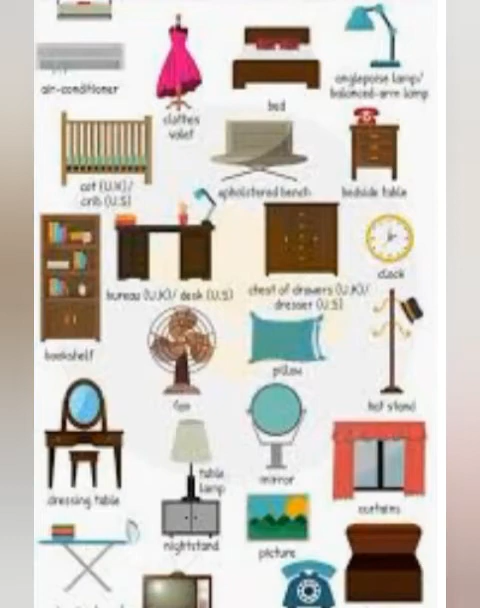 air-conditioner
clothes
valet
bed
anglepoise lamp/
balanced-arm lamp
cot (U.K)/
crib (U.S)
upholstered bench
bedside table
bookshelf
bureau (U.K)/ desk (U.S)
chest of drawers (U.K)/
dresser (U.S)
clock
fan
pillow
hat stand
dressing table
table
lamp
nightstand
mirror
picture
curtains